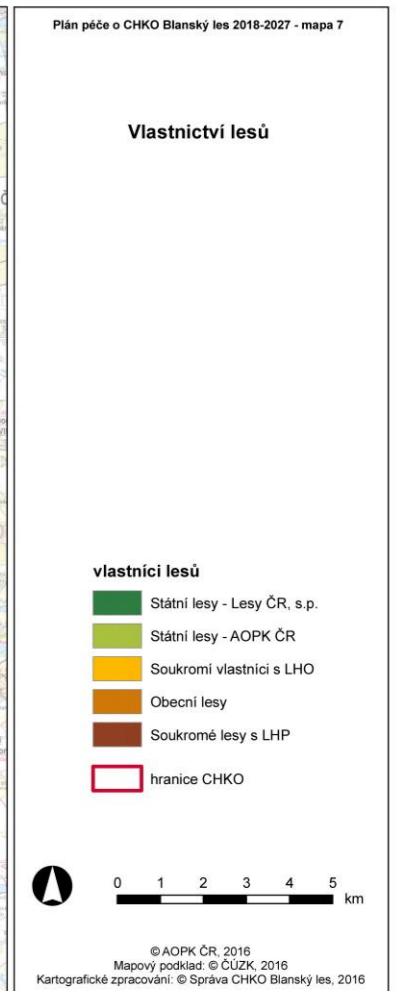 Plán péče o CHKO Blanský les 2018-2027 - mapa 7
Vlastnictví lesů
vlastníci lesů
Státní lesy - Lesy ČR, s.p.
Státní lesy - AOPK ČR
Soukromí vlastníci s LHO
Obecní lesy
Soukromé lesy s LHP
hranice CHKO
0 1 2 3 4 5
km
© AOPK ČR, 2016
Mapový podklad: © ČÚZK, 2016
Kartografické zpracování: © Správa CHKO Blanský les, 2016